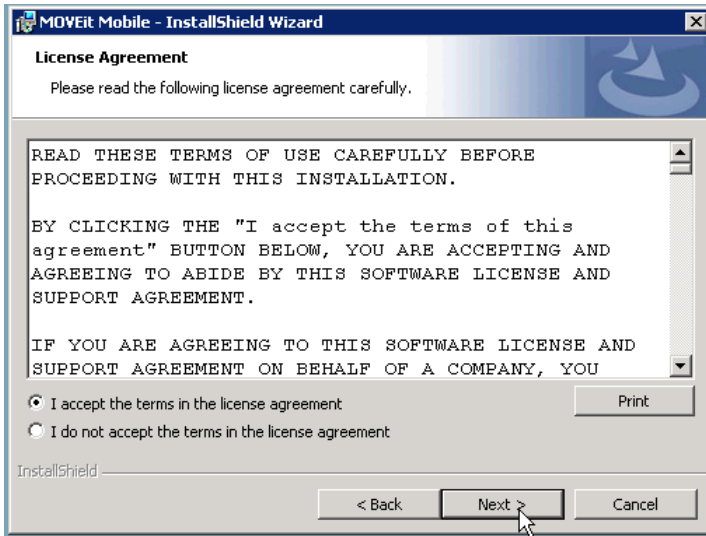 MOVEit Mobile - InstallShield Wizard
License Agreement
Please read the following license agreement carefully.
READ THESE TERMS OF USE CAREFULLY BEFORE
PROCEEDING WITH THIS INSTALLATION.
BY CLICKING THE "I accept the terms of this
agreement" BUTTON BELOW, YOU ARE ACCEPTING AND
AGREEING TO ABIDE BY THIS SOFTWARE LICENSE AND
SUPPORT AGREEMENT.
IF YOU ARE AGREEING TO THIS SOFTWARE LICENSE AND
SUPPORT AGREEMENT ON BEHALF OF A COMPANY, YOU
I accept the terms in the license agreement
Print
I do not accept the terms in the license agreement
InstallShield
< Back Next > Cancel